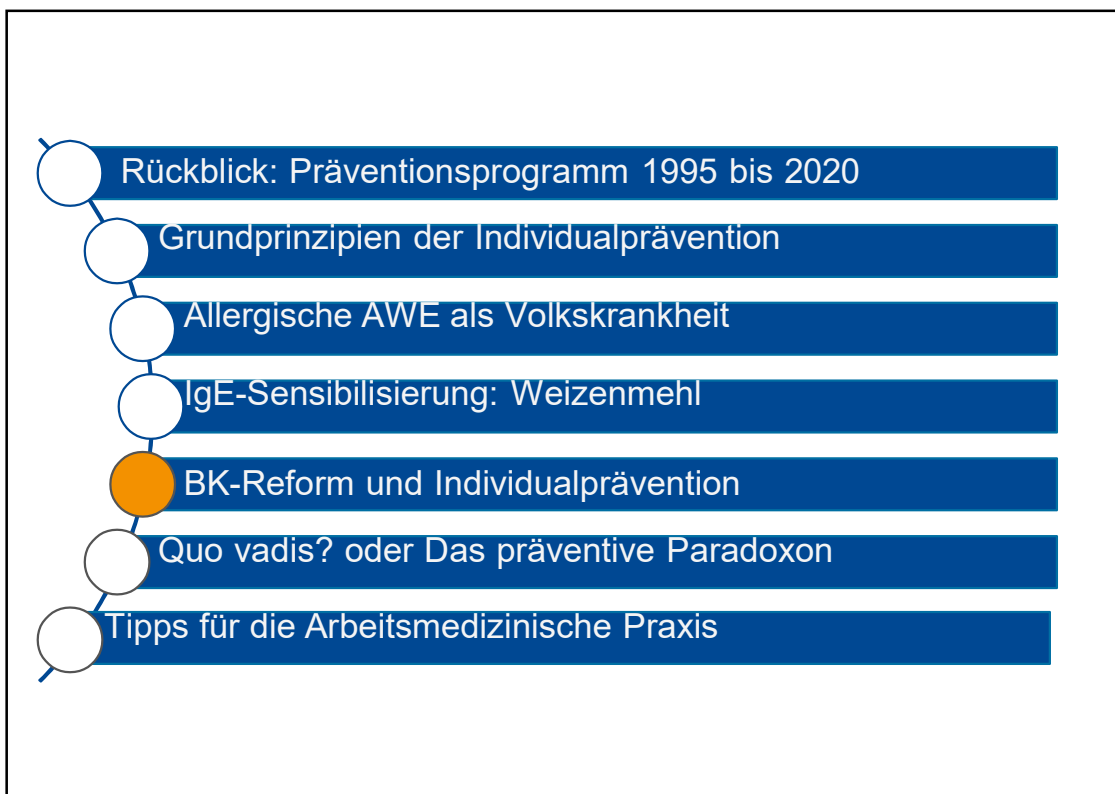 Rückblick: Präventionsprogramm 1995 bis 2020
Grundprinzipien der Individualprävention
Allergische AWE als Volkskrankheit
IgE-Sensibilisierung: Weizenmehl
BK-Reform und Individualprävention
Quo vadis? oder Das präventive Paradoxon
Tipps für die Arbeitsmedizinische Praxis